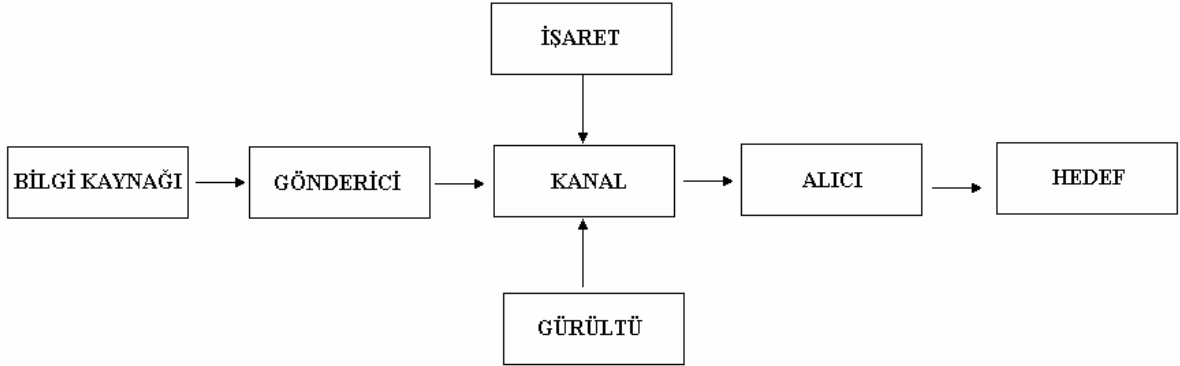 İŞARET
BİLGİ KAYNAĞI
GÖNDERİCİ
KANAL
ALICI
HEDEF
GÜRÜLTÜ